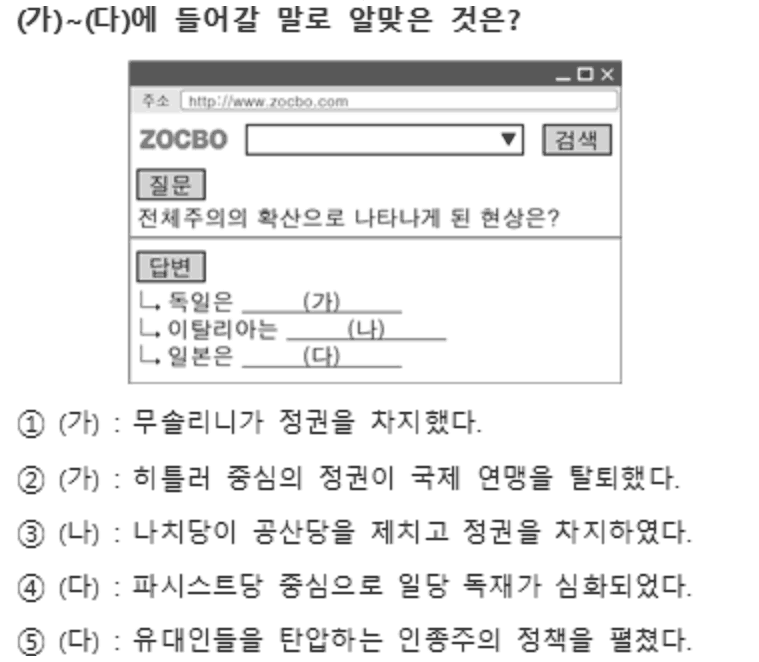 (가)~(다)에 들어갈 말로 알맞은 것은?
주소 http://www.zocbo.com
ZOCBO ▼ 검색
질문
전체주의의 확산으로 나타나게 된 현상은?
답변
독일은 (가)
이탈리아는 (나)
일본은 (다)
① (가) : 무솔리니가 정권을 차지했다.
② (가) : 히틀러 중심의 정권이 국제 연맹을 탈퇴했다.
③ (나) : 나치당이 공산당을 제치고 정권을 차지하였다.
④ (다) : 파시스트당 중심으로 일당 독재가 심화되었다.
⑤ (다) : 유대인들을 탄압하는 인종주의 정책을 펼쳤다.